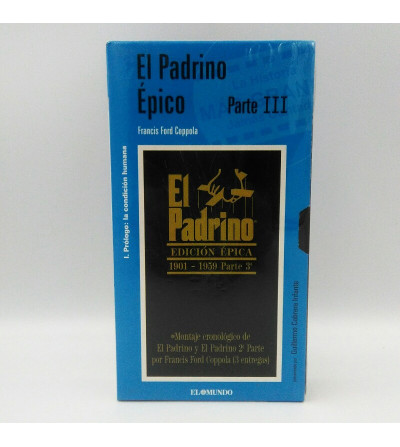 El Padrino
Épico
Parte III
Francis Ford Coppola
I. Prólogo: la condición humana
El
Padrino
EDICIÓN ÉPICA
1901 - 1959 Parte 3ª
*Montaje cronológico de
El Padrino y El Padrino 2ª Parte
por Francis Ford Coppola (3 entregas)
Guillermo Cabrera Infante
EL MUNDO